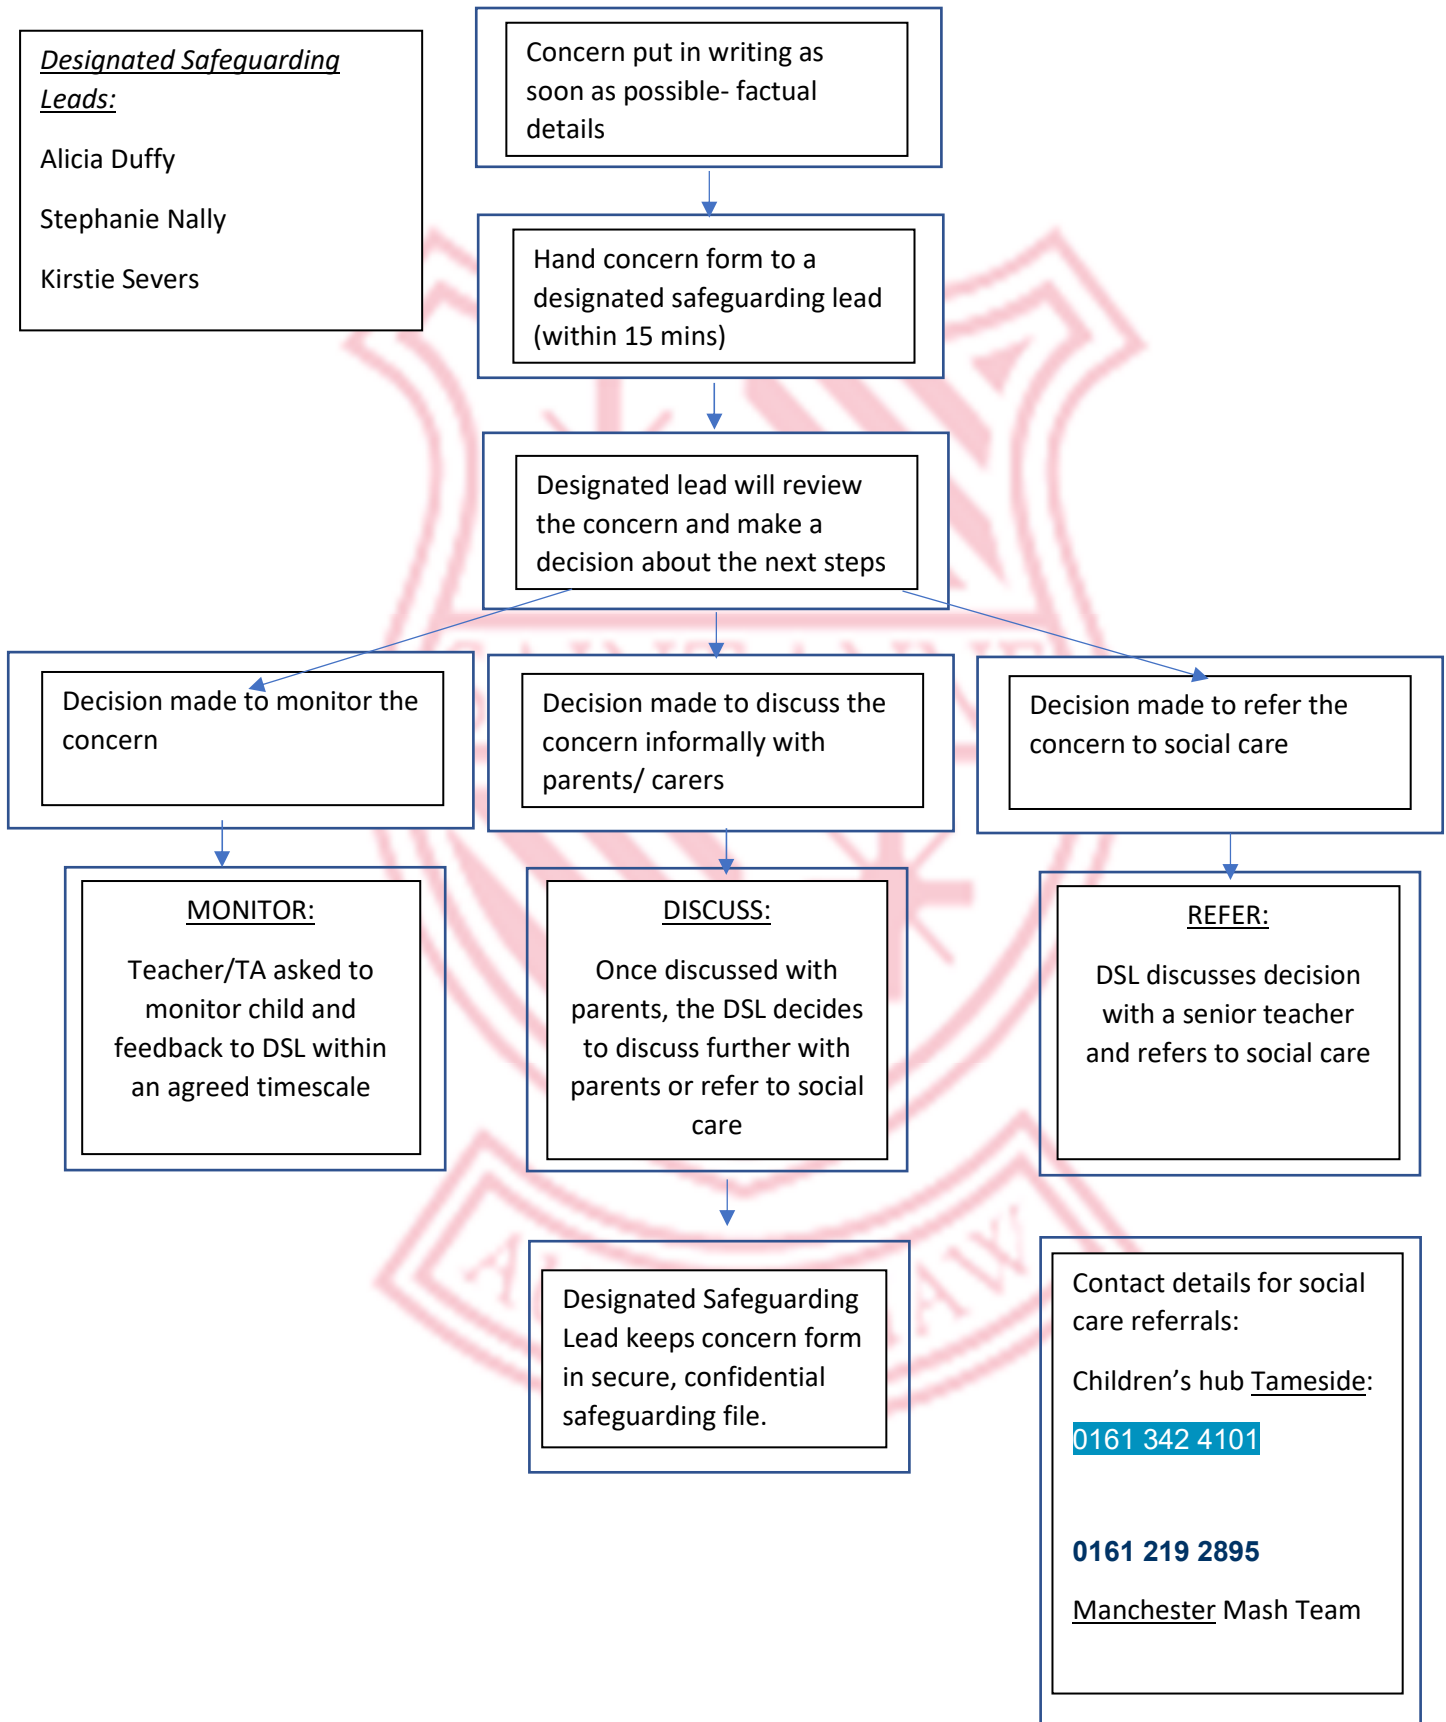 Designated Safeguarding
Leads:
Alicia Duffy
Stephanie Nally
Kirstie Severs
Concern put in writing as
soon as possible- factual
details
Hand concern form to a
designated safeguarding lead
(within 15 mins)
Designated lead will review
the concern and make a
decision about the next steps
Decision made to monitor the
concern
Decision made to discuss the
concern informally with
parents/ carers
Decision made to refer the
concern to social care
MONITOR:
Teacher/TA asked to
monitor child and
feedback to DSL within
an agreed timescale
DISCUSS:
Once discussed with
parents, the DSL decides
to discuss further with
parents or refer to social
care
REFER:
DSL discusses decision
with a senior teacher
and refers to social care
Designated Safeguarding
Lead keeps concern form
in secure, confidential
safeguarding file.
Contact details for social
care referrals:
Children’s hub Tameside:
0161 342 4101
0161 219 2895
Manchester Mash Team